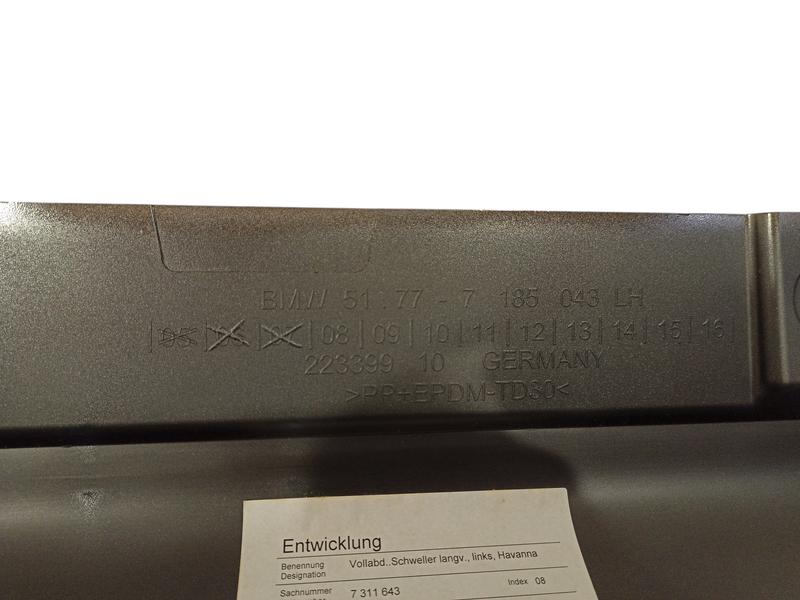 BMW 51.77 - 7 185 043 LH
|05|06|07|08|09|10|11|12|13|14|15|16|
223399 10 GERMANY
>PP+EPDM-TD30<
Entwicklung
Benennung Vollabd..Schweller langv., links, Havanna
Designation
Sachnummer 7 311 643 Index 08